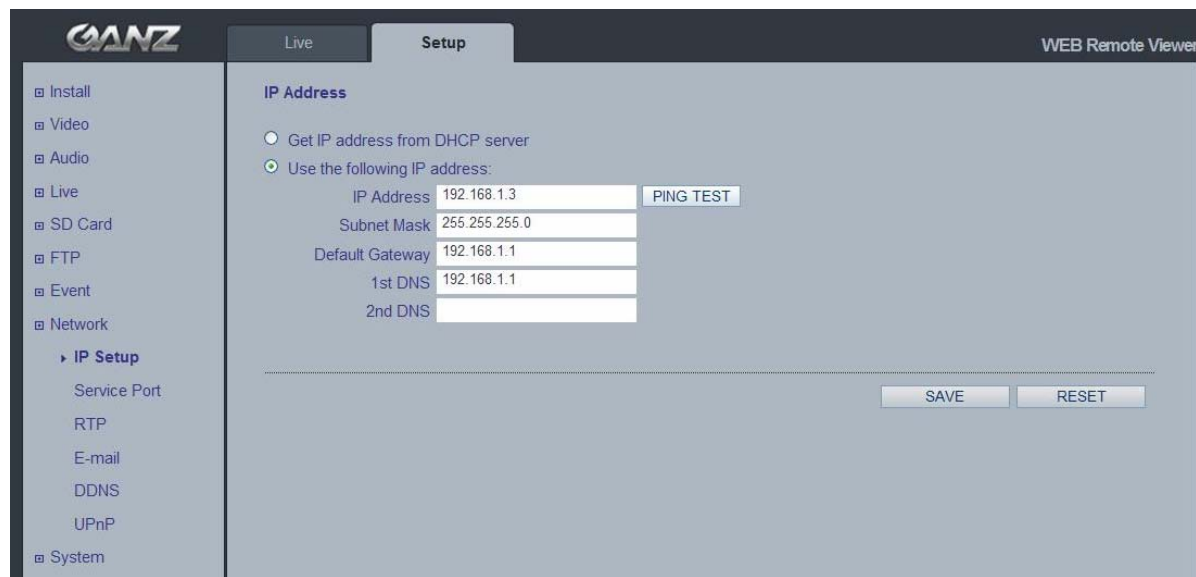 GANZ
Live
Setup
WEB Remote Viewer
Install
Video
Audio
Live
SD Card
FTP
Event
Network
IP Setup
Service Port
RTP
E-mail
DDNS
UPnP
System
IP Address
Get IP address from DHCP server
Use the following IP address:
IP Address 192.168.1.3 PING TEST
Subnet Mask 255.255.255.0
Default Gateway 192.168.1.1
1st DNS 192.168.1.1
2nd DNS
SAVE RESET